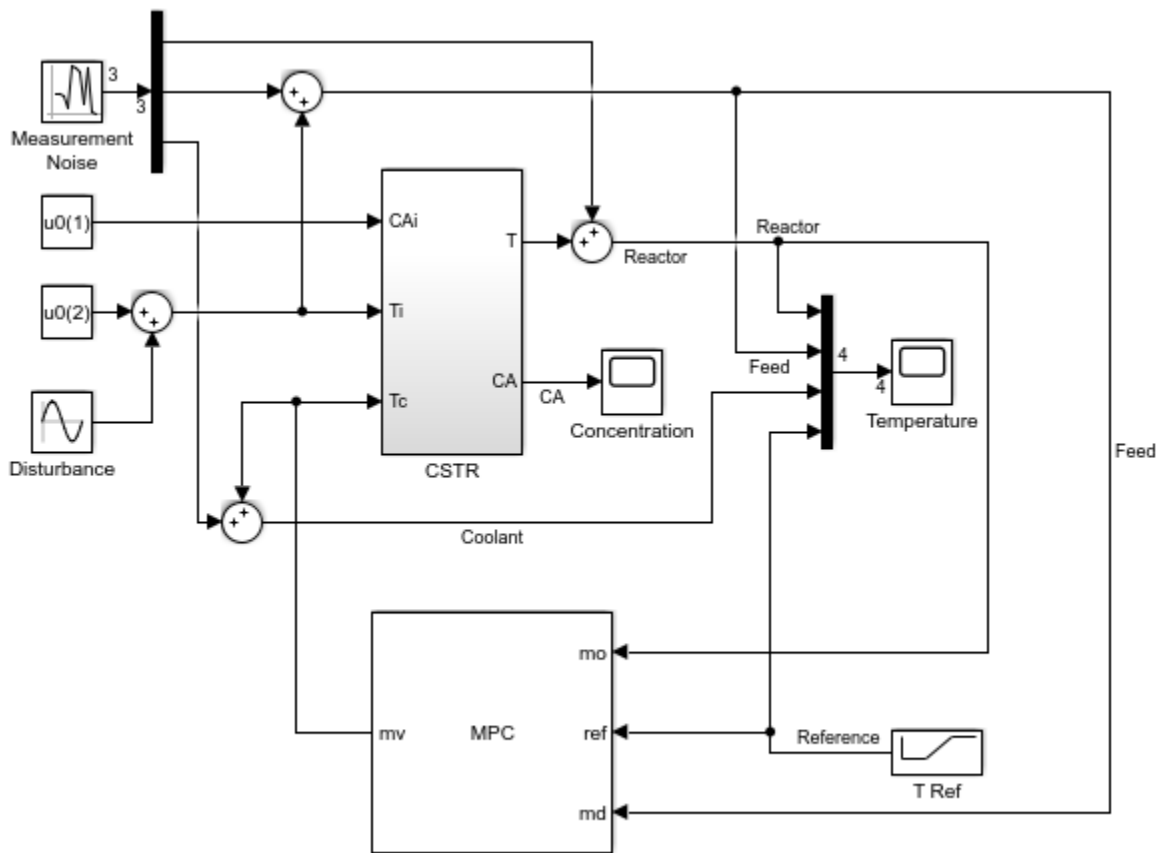 3
3
Measurement
Noise
u0(1)
CAi
T
Reactor
Reactor
u0(2)
Ti
Feed
4
4
Temperature
Disturbance
Tc
CA
CA
Concentration
CSTR
Feed
Coolant
mo
mv
MPC
ref
Reference
T Ref
md